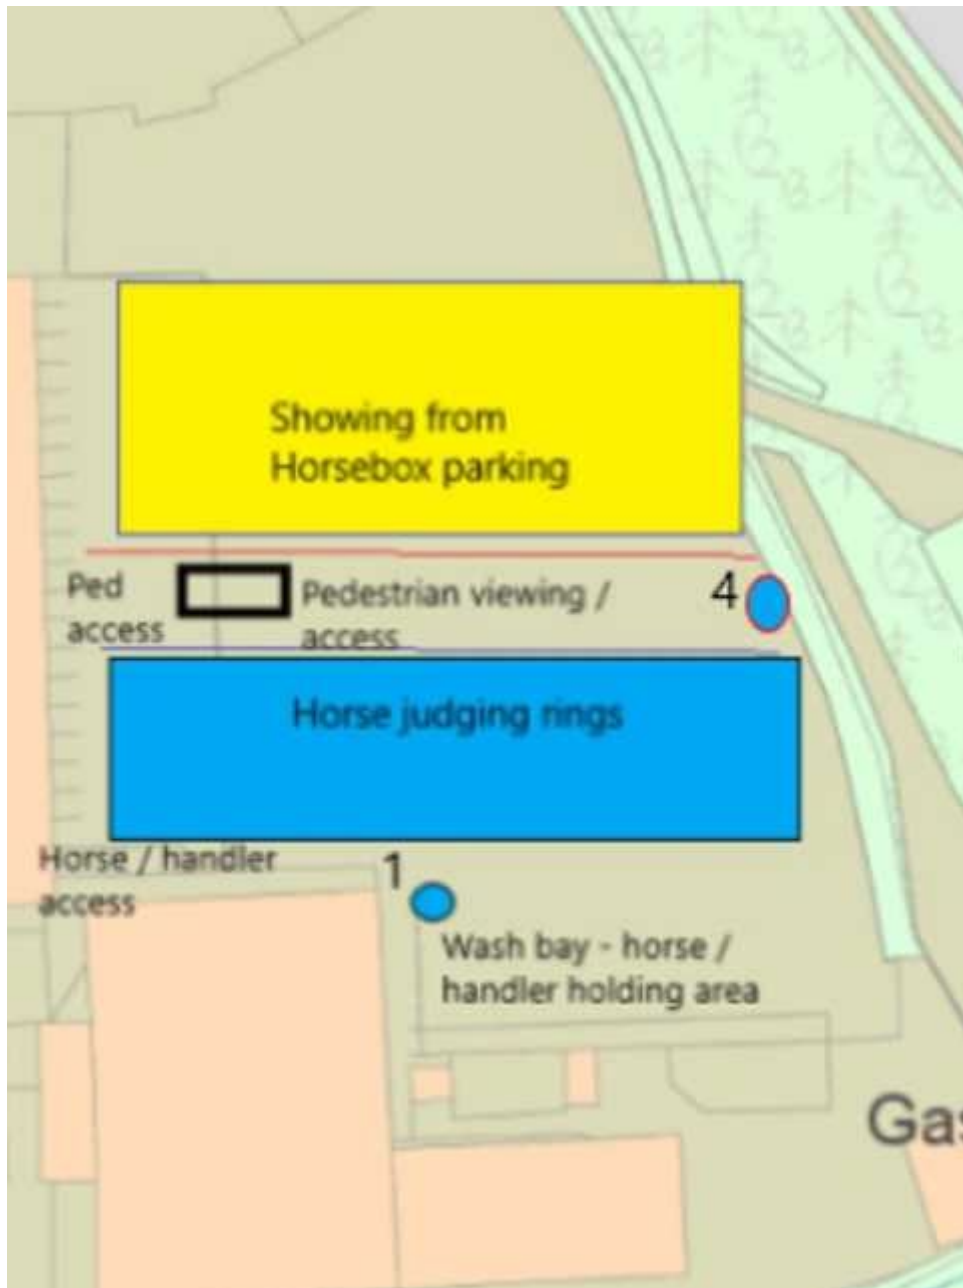 Showing from
Horsebox parking
Ped
access
Pedestrian viewing /
access
4
Horse judging rings
Horse / handler
access
1
Wash bay - horse /
handler holding area
Gas